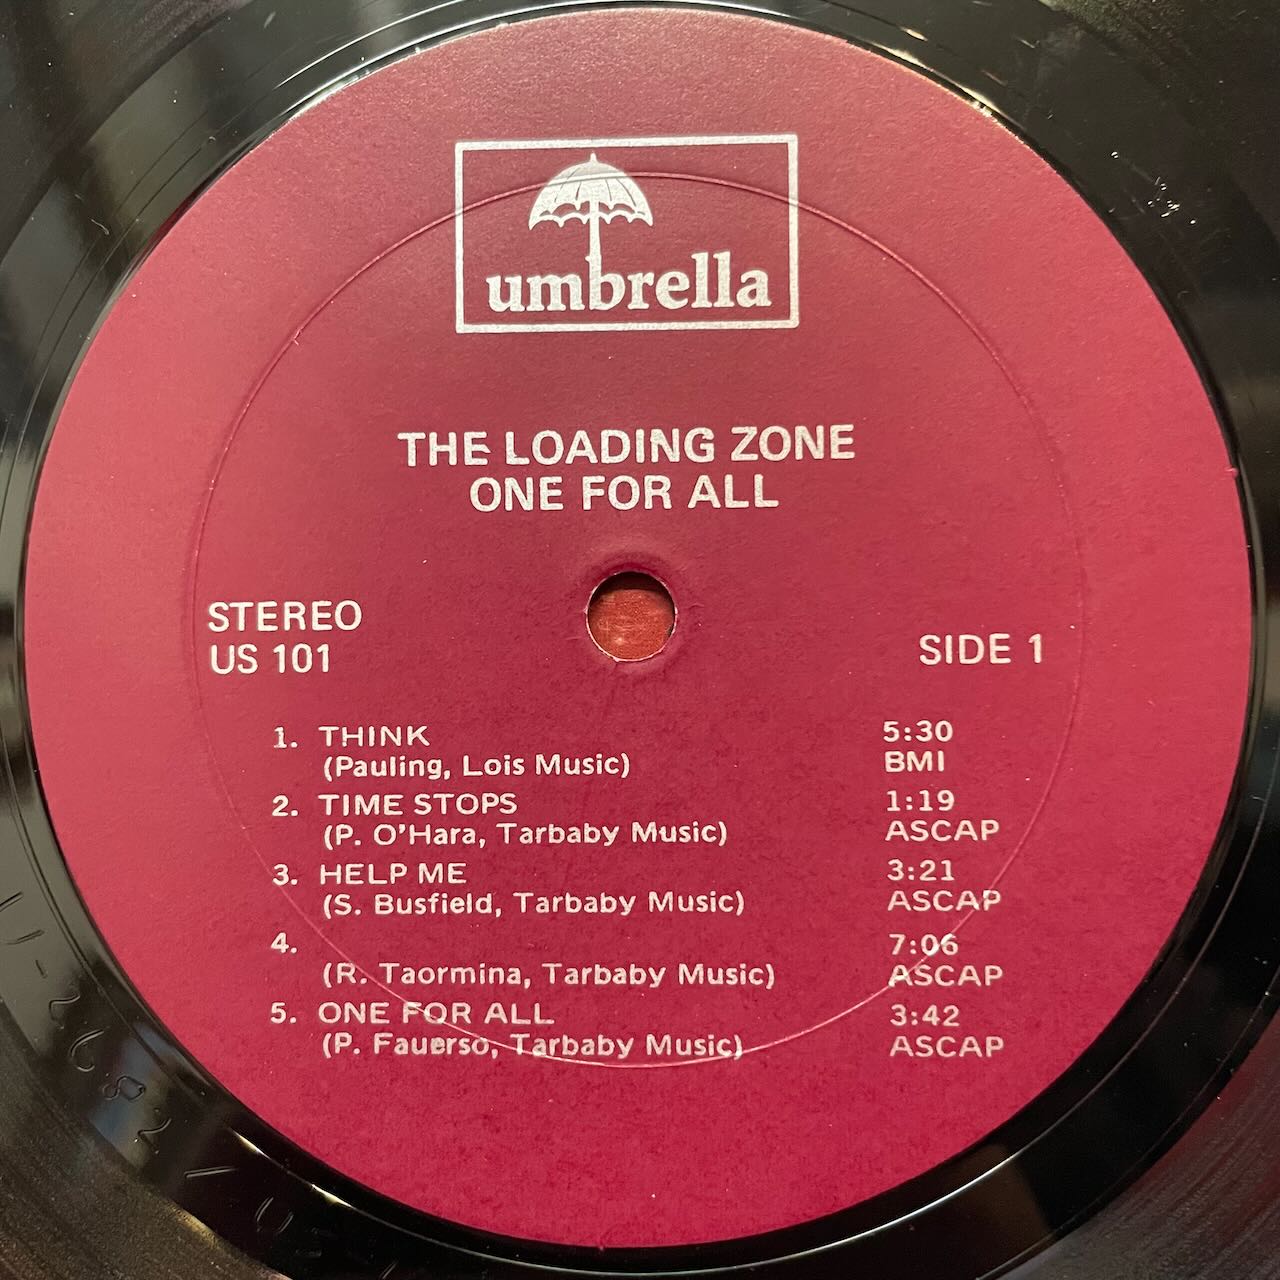 umbrella
THE LOADING ZONE
ONE FOR ALL
STEREO
US 101
SIDE 1
1. THINK 5:30
(Pauling, Lois Music) BMI
2. TIME STOPS 1:19
(P. O'Hara, Tarbaby Music) ASCAP
3. HELP ME 3:21
(S. Busfield, Tarbaby Music) ASCAP
4. 7:06
(R. Taormina, Tarbaby Music) ASCAP
5. ONE FOR ALL 3:42
(P. Fauerso, Tarbaby Music) ASCAP